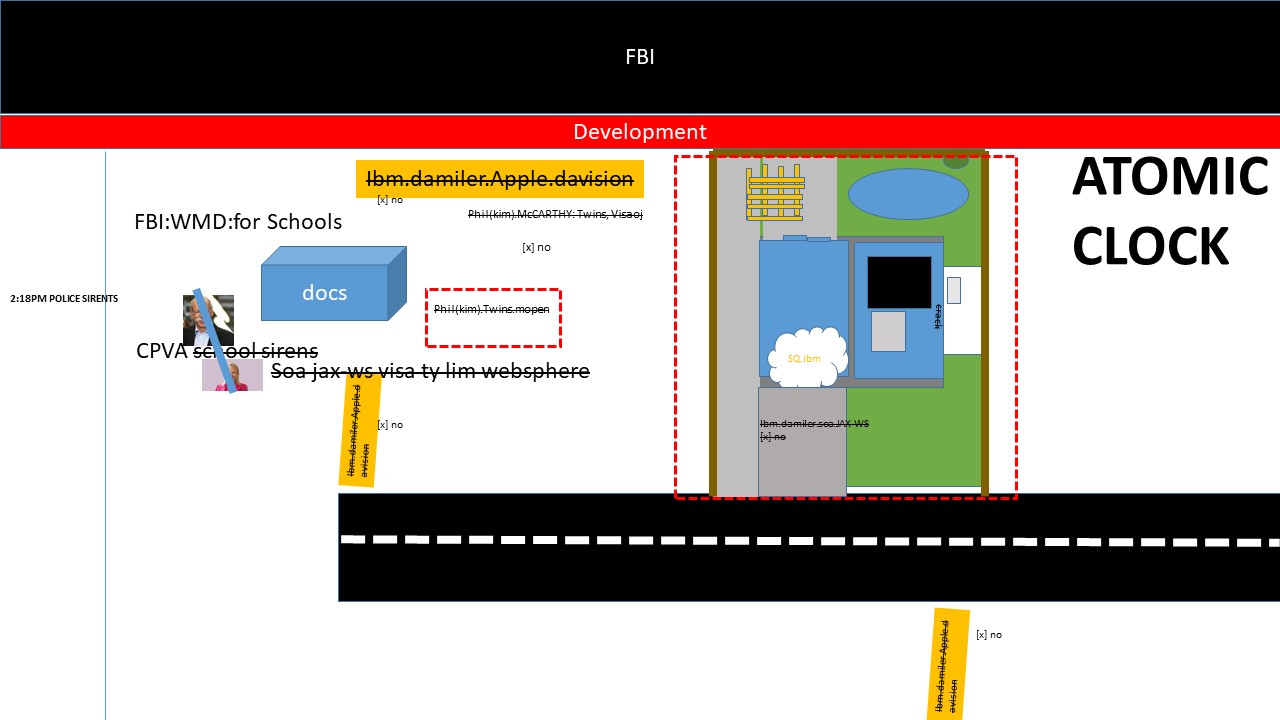 FBI
Development
Ibm.damiler.Apple.davision
[x] no
ATOMIC
CLOCK
FBI:WMD:for Schools
Phil(kim).McCARTHY: Twins, Visaoj
[x] no
docs
2:18PM POLICE SIRENTS
Phil(kim).Twins.mopen
crack
CPVA school sirens
SQ.ibm
Soa jax-ws visa ty lim websphere
Ibm.damiler.Apple.d
avision
[x] no
Ibm.damiler.soa.JAX-WS
[x] no
Ibm.damiler.Apple.d
avision
[x] no